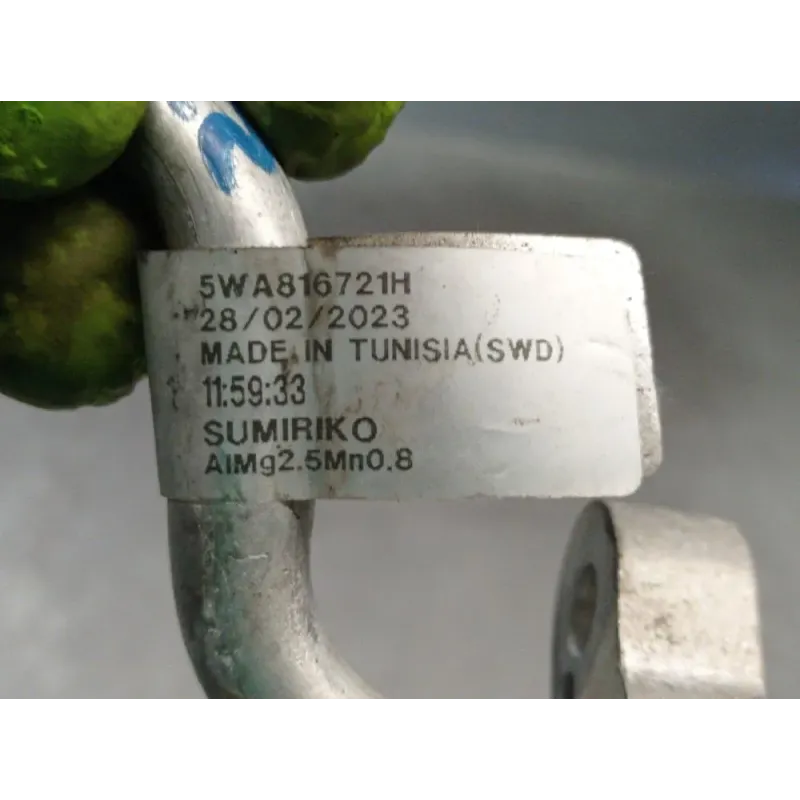 5WA816721H
28/02/2023
MADE IN TUNISIA(SWD)
11:59:33
SUMIRIKO
AlMg2.5Mn0.8